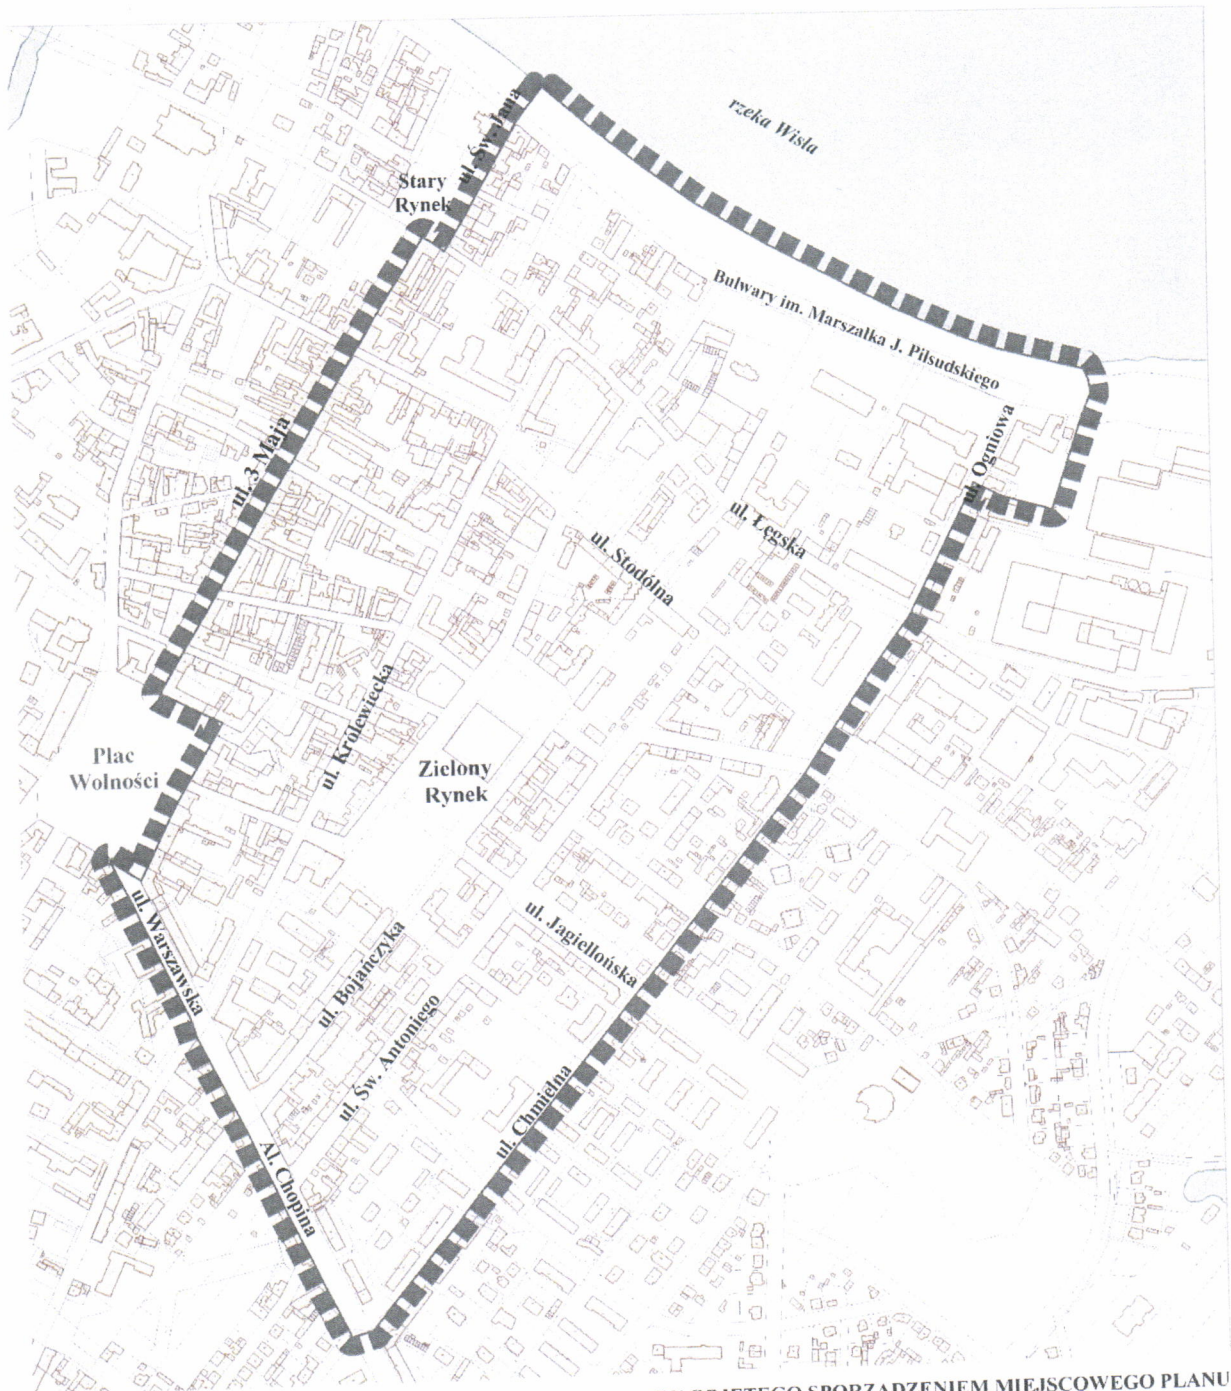 rzeka Wisła
ul. Św. Jana
Stary
Rynek
Bulwary im. Marszałka J. Piłsudskiego
ul. Ogniowa
ul. 3 Maja
ul. Łęgska
ul. Stodólna
ul. Królewiecka
Plac
Wolności
Zielony
Rynek
ul. Warszawska
ul. Jagiellońska
ul. Bojańczyka
ul. Św. Antoniego
ul. Chmielna
Al. Chopina
SPORZĄDZENIEM MIEJSCOWEGO PLANU